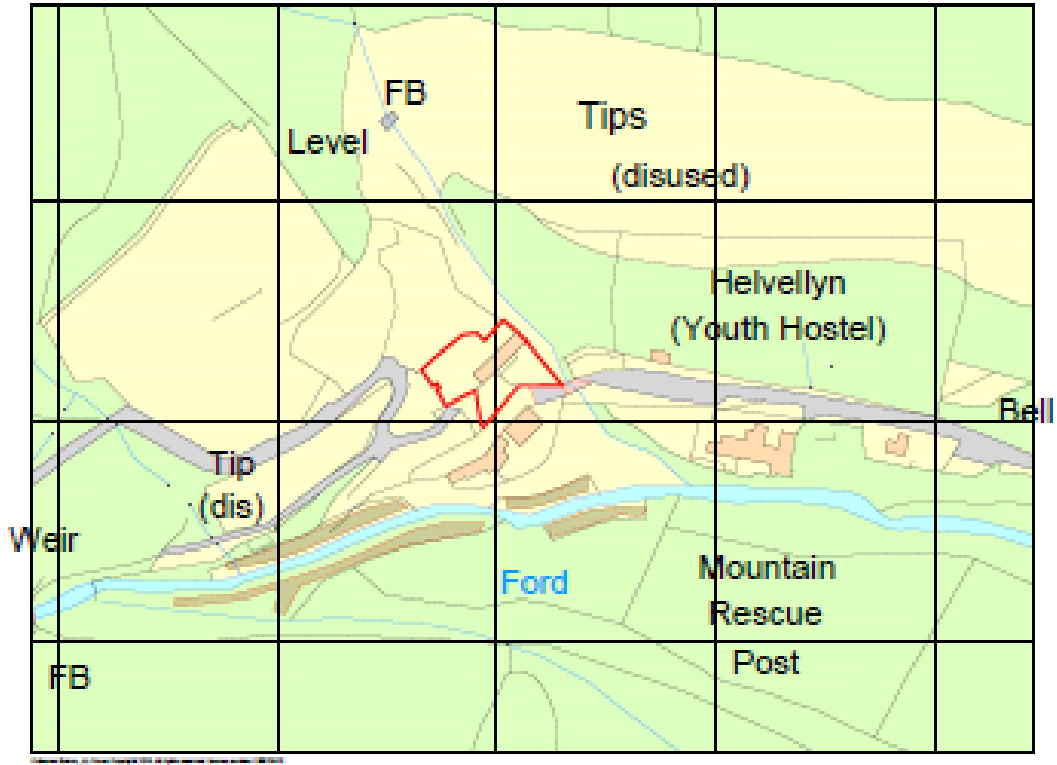 FB
Tips
Level
(disused)
Helvellyn
(Youth Hostel)
Bell
Tip
(dis)
Weir
Ford
Mountain
Rescue
Post
FB